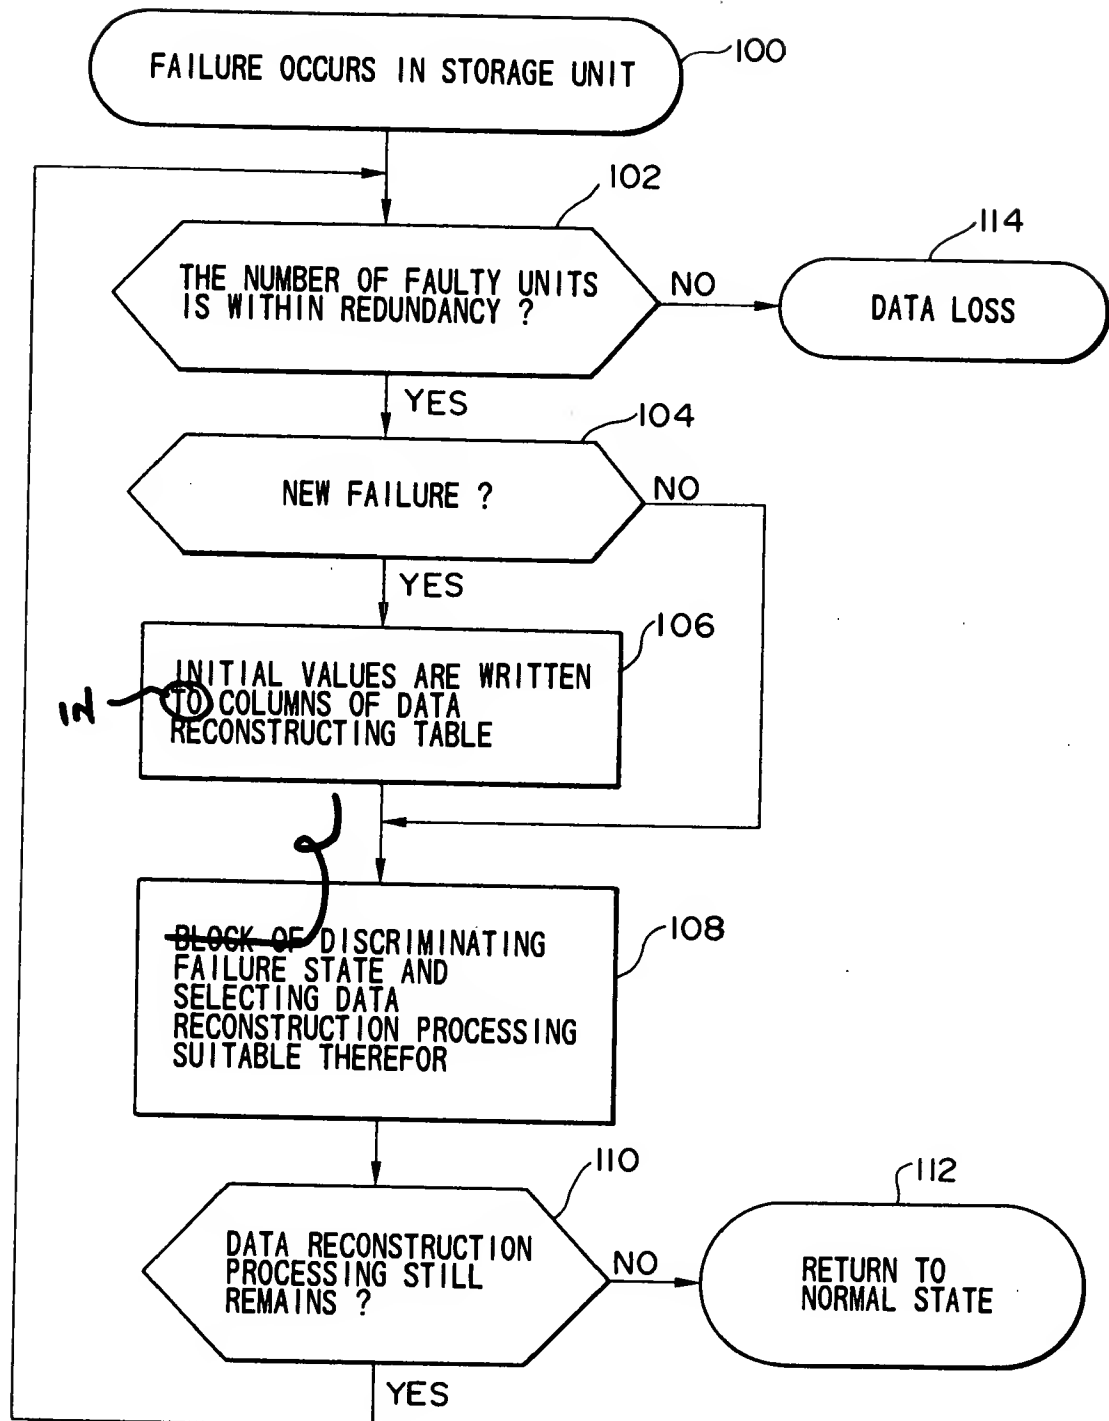 FAILURE OCCURS IN STORAGE UNIT
100
102
THE NUMBER OF FAULTY UNITS
IS WITHIN REDUNDANCY ?
NO
114
DATA LOSS
YES
104
NEW FAILURE ?
NO
YES
106
INITIAL VALUES ARE WRITTEN
IN
TO COLUMNS OF DATA
RECONSTRUCTING TABLE
108
BLOCK OF DISCRIMINATING
FAILURE STATE AND
SELECTING DATA
RECONSTRUCTION PROCESSING
SUITABLE THEREFOR
110
112
DATA RECONSTRUCTION
PROCESSING STILL
REMAINS ?
NO
RETURN TO
NORMAL STATE
YES